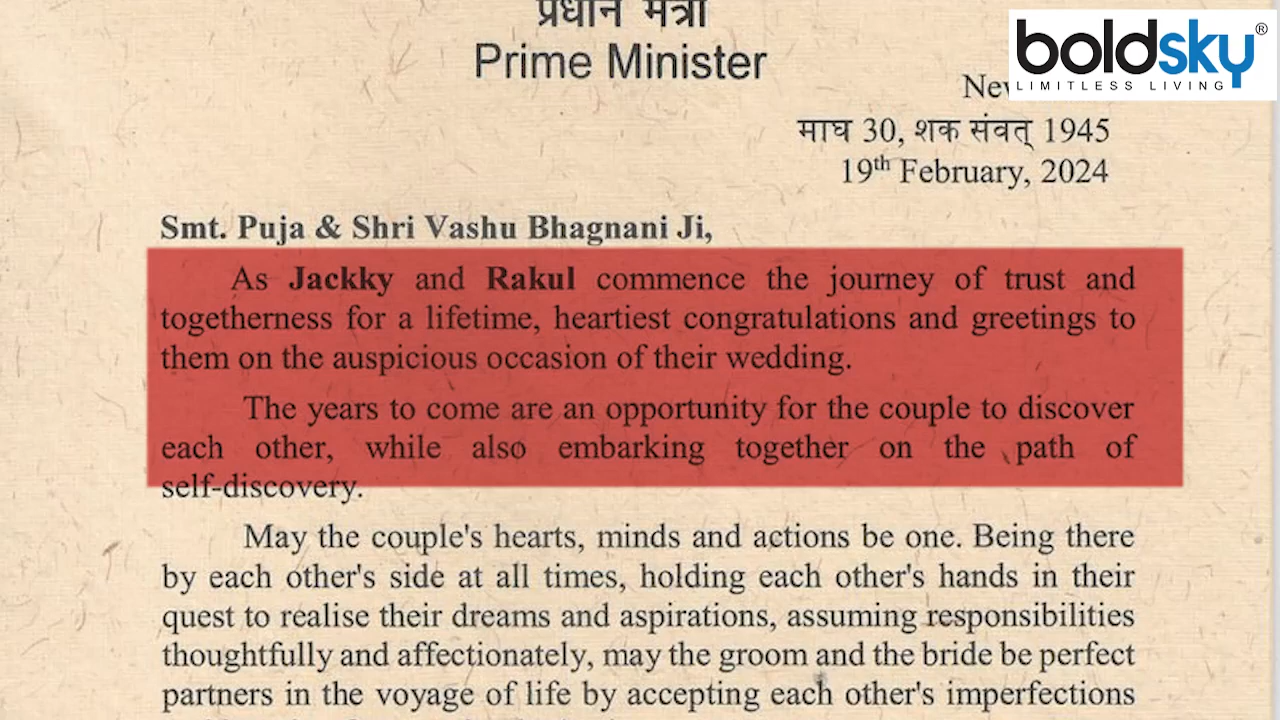 प्रधान मंत्री
Prime Minister
boldsky®
LIMITLESS LIVING
माघ 30, शक संवत् 1945
19th February, 2024
Smt. Puja & Shri Vashu Bhagnani Ji,
As Jackky and Rakul commence the journey of trust and
togetherness for a lifetime, heartiest congratulations and greetings to
them on the auspicious occasion of their wedding.
The years to come are an opportunity for the couple to discover
each other, while also embarking together on the path of
self-discovery.
May the couple's hearts, minds and actions be one. Being there
by each other's side at all times, holding each other's hands in their
quest to realise their dreams and aspirations, assuming responsibilities
thoughtfully and affectionately, may the groom and the bride be perfect
partners in the voyage of life by accepting each other's imperfections